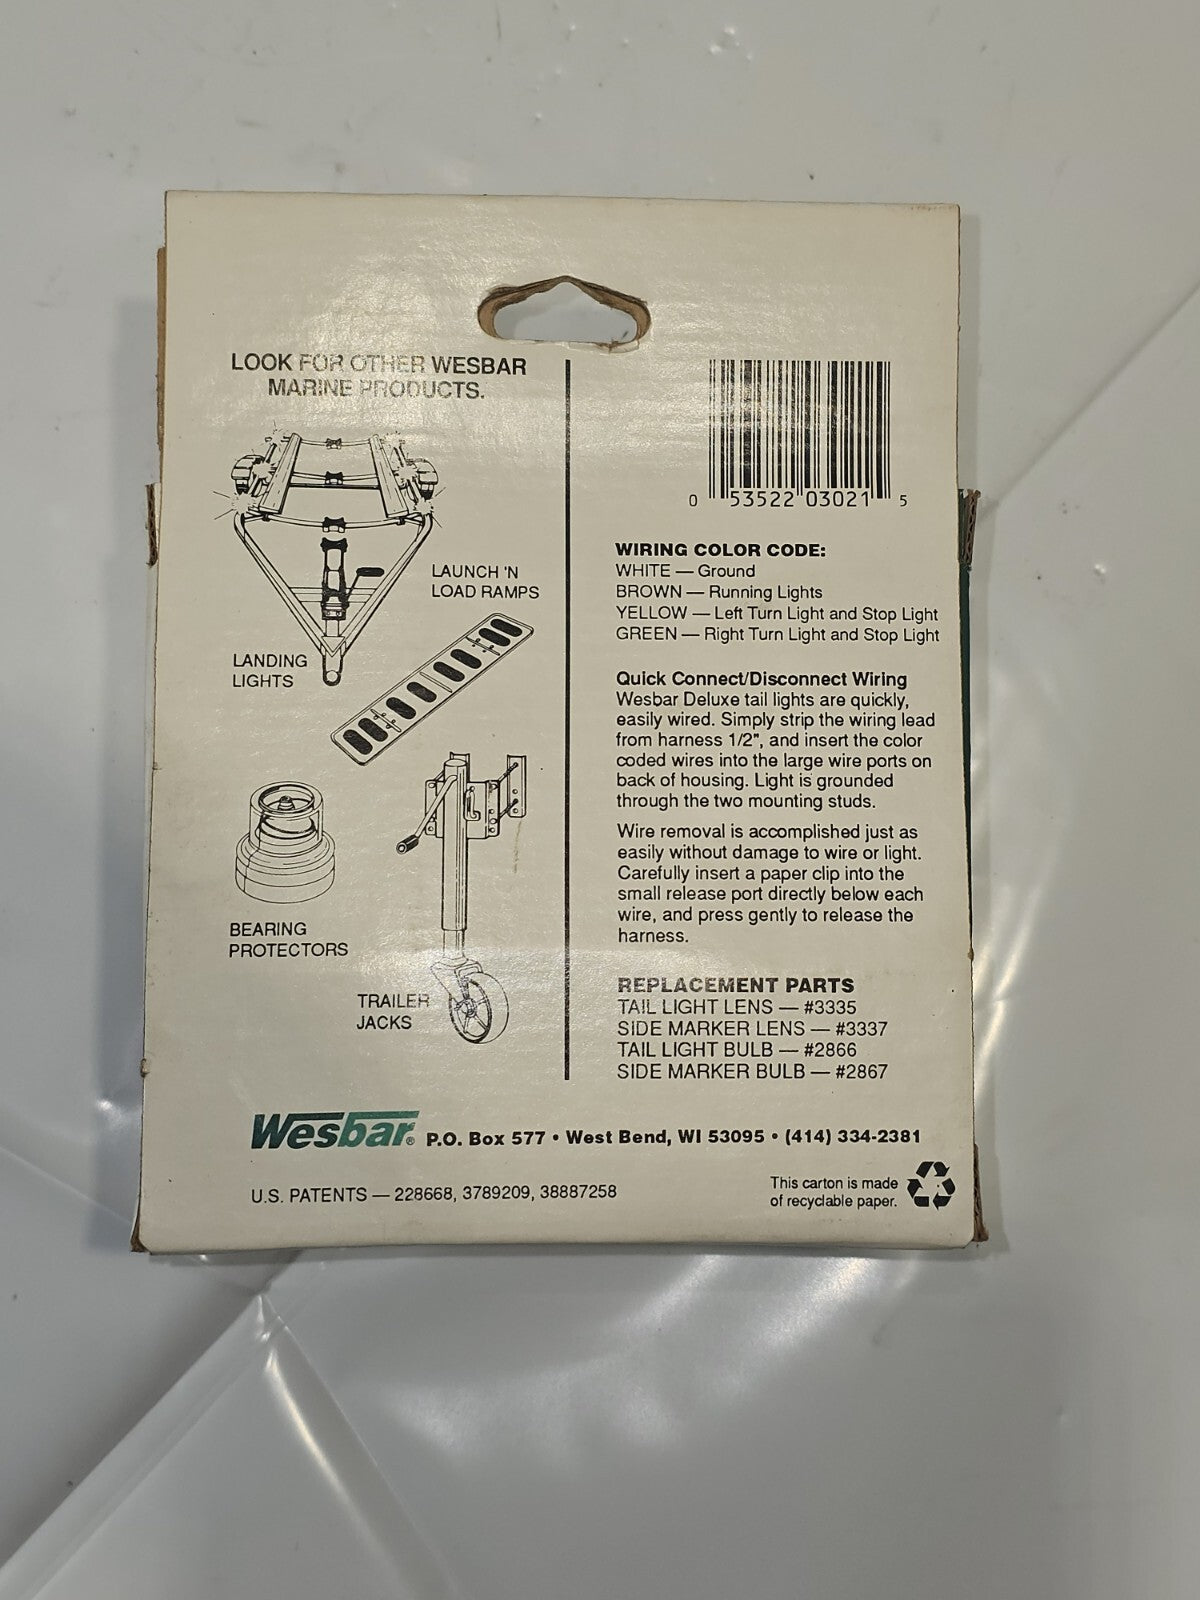 LOOK FOR OTHER WESBAR
MARINE PRODUCTS.
LAUNCH 'N
LOAD RAMPS
LANDING
LIGHTS
BEARING
PROTECTORS
TRAILER
JACKS
0 53522 03021 5
WIRING COLOR CODE:
WHITE — Ground
BROWN — Running Lights
YELLOW — Left Turn Light and Stop Light
GREEN — Right Turn Light and Stop Light
Quick Connect/Disconnect Wiring
Wesbar Deluxe tail lights are quickly,
easily wired. Simply strip the wiring lead
from harness 1/2", and insert the color
coded wires into the large wire ports on
back of housing. Light is grounded
through the two mounting studs.
Wire removal is accomplished just as
easily without damage to wire or light.
Carefully insert a paper clip into the
small release port directly below each
wire, and press gently to release the
harness.
REPLACEMENT PARTS
TAIL LIGHT LENS — #3335
SIDE MARKER LENS — #3337
TAIL LIGHT BULB — #2866
SIDE MARKER BULB — #2867
Wesbar® P.O. Box 577 • West Bend, WI 53095 • (414) 334-2381
U.S. PATENTS — 228668, 3789209, 38887258
This carton is made
of recyclable paper.